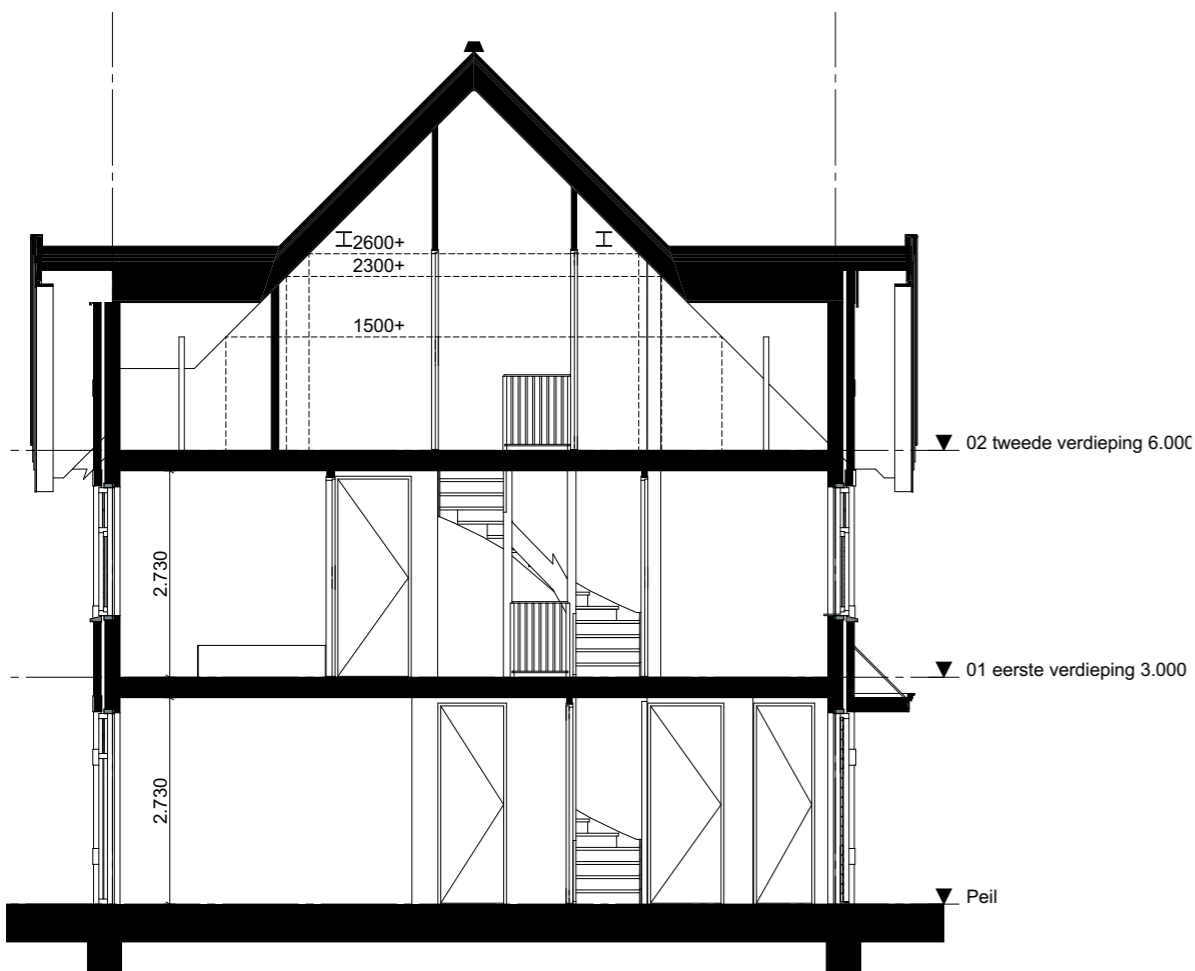 2600+
2300+
1500+
02 tweede verdieping 6.000
2.730
01 eerste verdieping 3.000
2.730
Peil